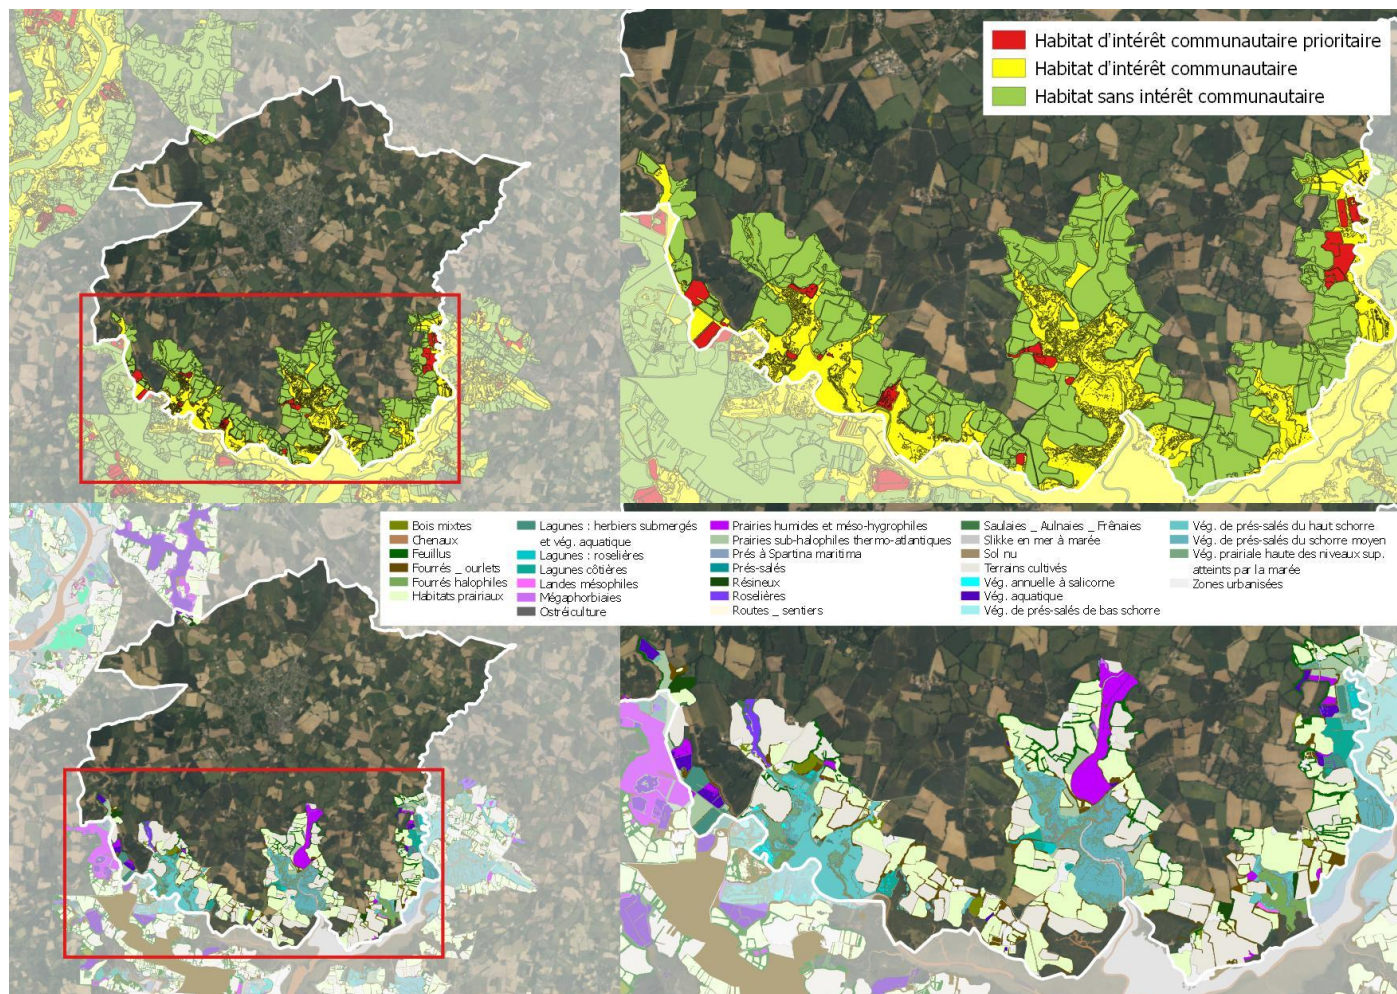 Habitat d'intérêt communautaire prioritaire
Habitat d'intérêt communautaire
Habitat sans intérêt communautaire
Bois mixtes
Chenaux
Feuillus
Fourrés _ ourlets
Fourrés halophiles
Habitats prairiaux
Lagunes : herbiers submergés
et vég. aquatique
Lagunes : roselières
Lagunes côtières
Landes mésophiles
Mégaphorbiaies
Ostréiculture
Prairies humides et méso-hygrophiles
Prairies sub-halophiles thermo-atlantiques
Prés à Spartina maritima
Prés-salés
Résineux
Roselières
Routes _ sentiers
Saulaies _ Aulnaies _ Frênaies
Slikke en mer à marée
Sol nu
Terrains cultivés
Vég. annuelle à salicorne
Vég. aquatique
Vég. de prés-salés de bas schorre
Vég. de prés-salés du haut schorre
Vég. de prés-salés du schorre moyen
Vég. prairiale haute des niveaux sup.
atteints par la marée
Zones urbanisées